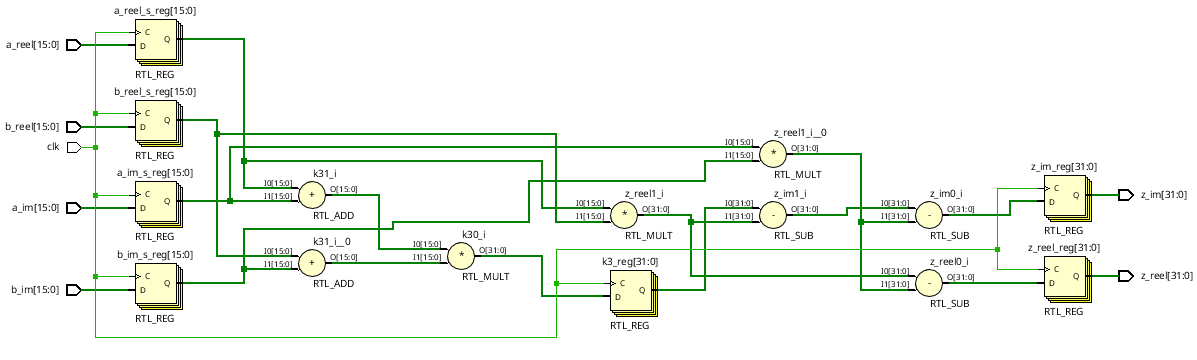 a_reel_s_reg[15:0]
a_reel[15:0]
C
D
Q
RTL_REG
b_reel_s_reg[15:0]
b_reel[15:0]
C
D
Q
RTL_REG
clk
a_im_s_reg[15:0]
a_im[15:0]
C
D
Q
RTL_REG
b_im_s_reg[15:0]
b_im[15:0]
C
D
Q
RTL_REG
k31_i
I0[15:0]
I1[15:0]
+
O[15:0]
RTL_ADD
k31_i__0
I0[15:0]
I1[15:0]
+
O[15:0]
RTL_ADD
k30_i
I0[15:0]
I1[15:0]
*
O[31:0]
RTL_MULT
z_reel1_i
I0[15:0]
I1[15:0]
*
O[31:0]
RTL_MULT
k3_reg[31:0]
C
D
Q
RTL_REG
z_reel1_i__0
I0[15:0]
I1[15:0]
*
O[31:0]
RTL_MULT
z_im1_i
I0[31:0]
I1[31:0]
-
O[31:0]
RTL_SUB
z_im0_i
I0[31:0]
I1[31:0]
-
O[31:0]
RTL_SUB
z_reel0_i
I0[31:0]
I1[31:0]
-
O[31:0]
RTL_SUB
z_im_reg[31:0]
C
D
Q
z_im[31:0]
RTL_REG
z_reel_reg[31:0]
C
D
Q
z_reel[31:0]
RTL_REG